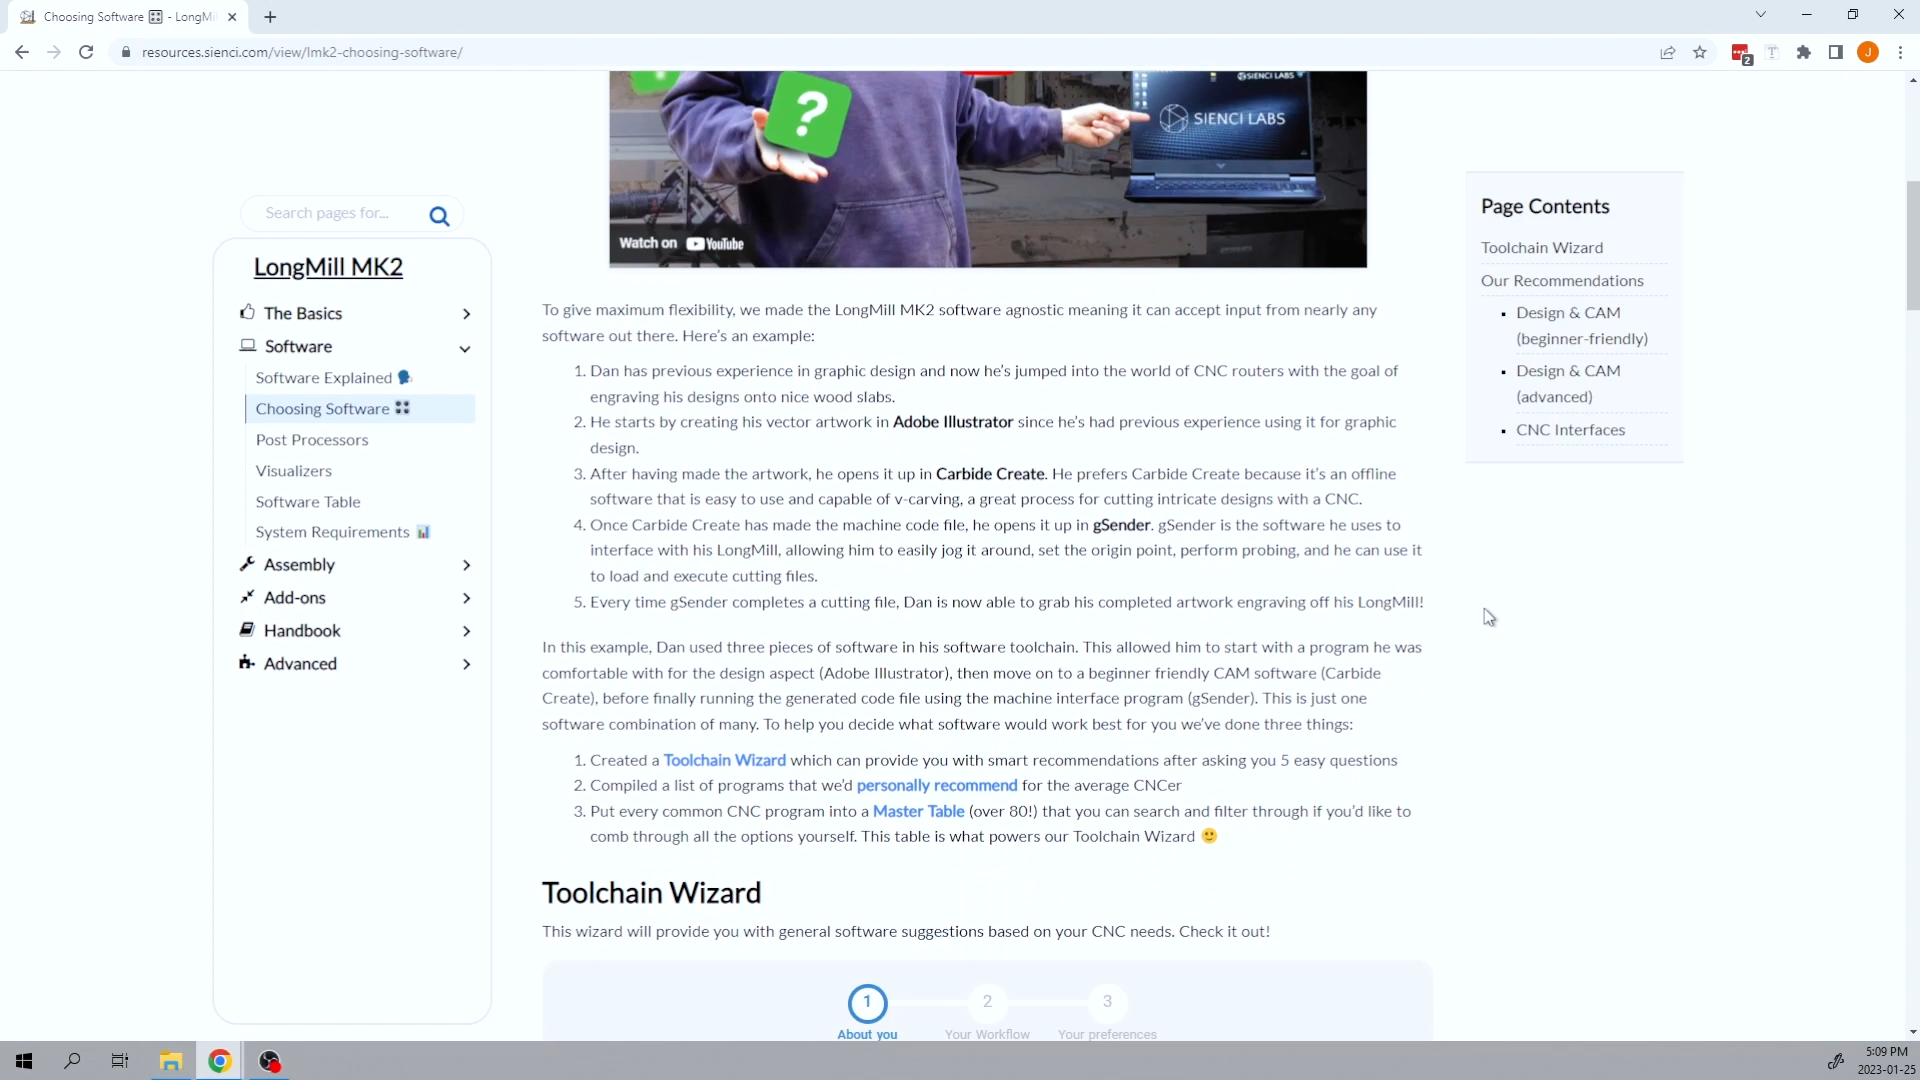 Choosing Software - LongMi
resources.sienci.com/view/lmk2-choosing-software/
2
T
J
?
SIENCI LABS
SIENCI LABS
Watch on YouTube
Search pages for...
LongMill MK2
The Basics
Software
Software Explained
Choosing Software
Post Processors
Visualizers
Software Table
System Requirements
Assembly
Add-ons
Handbook
Advanced
To give maximum flexibility, we made the LongMill MK2 software agnostic meaning it can accept input from nearly any
software out there. Here's an example:
1. Dan has previous experience in graphic design and now he's jumped into the world of CNC routers with the goal of
engraving his designs onto nice wood slabs.
2. He starts by creating his vector artwork in Adobe Illustrator since he's had previous experience using it for graphic
design.
3. After having made the artwork, he opens it up in Carbide Create. He prefers Carbide Create because it's an offline
software that is easy to use and capable of v-carving, a great process for cutting intricate designs with a CNC.
4. Once Carbide Create has made the machine code file, he opens it up in gSender. gSender is the software he uses to
interface with his LongMill, allowing him to easily jog it around, set the origin point, perform probing, and he can use it
to load and execute cutting files.
5. Every time gSender completes a cutting file, Dan is now able to grab his completed artwork engraving off his LongMill!
In this example, Dan used three pieces of software in his software toolchain. This allowed him to start with a program he was
comfortable with for the design aspect (Adobe Illustrator), then move on to a beginner friendly CAM software (Carbide
Create), before finally running the generated code file using the machine interface program (gSender). This is just one
software combination of many. To help you decide what software would work best for you we've done three things:
1. Created a Toolchain Wizard which can provide you with smart recommendations after asking you 5 easy questions
2. Compiled a list of programs that we'd personally recommend for the average CNCer
3. Put every common CNC program into a Master Table (over 80!) that you can search and filter through if you'd like to
comb through all the options yourself. This table is what powers our Toolchain Wizard 🙂
Toolchain Wizard
This wizard will provide you with general software suggestions based on your CNC needs. Check it out!
1 2 3
About you Your Workflow Your preferences
Page Contents
Toolchain Wizard
Our Recommendations
▪ Design & CAM
(beginner-friendly)
▪ Design & CAM
(advanced)
▪ CNC Interfaces
5:09 PM
2023-01-25